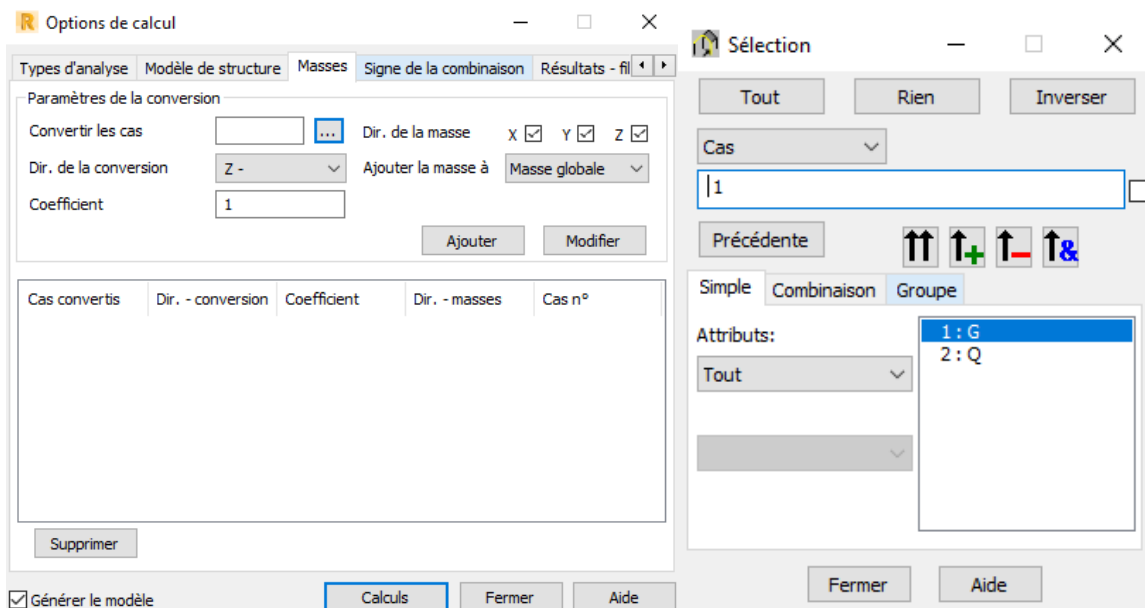 Options de calcul
Types d'analyse Modèle de structure Masses Signe de la combinaison Résultats - fil
Paramètres de la conversion
Convertir les cas ... Dir. de la masse X Y Z
Dir. de la conversion Z - Ajouter la masse à Masse globale
Coefficient 1
Ajouter Modifier
Cas convertis Dir. - conversion Coefficient Dir. - masses Cas n°
Supprimer
Générer le modèle Calculs Fermer Aide
Sélection
Tout Rien Inverser
Cas
1
Précédente
&
Simple Combinaison Groupe
Attributs:
Tout
1 : G
2 : Q
Fermer Aide